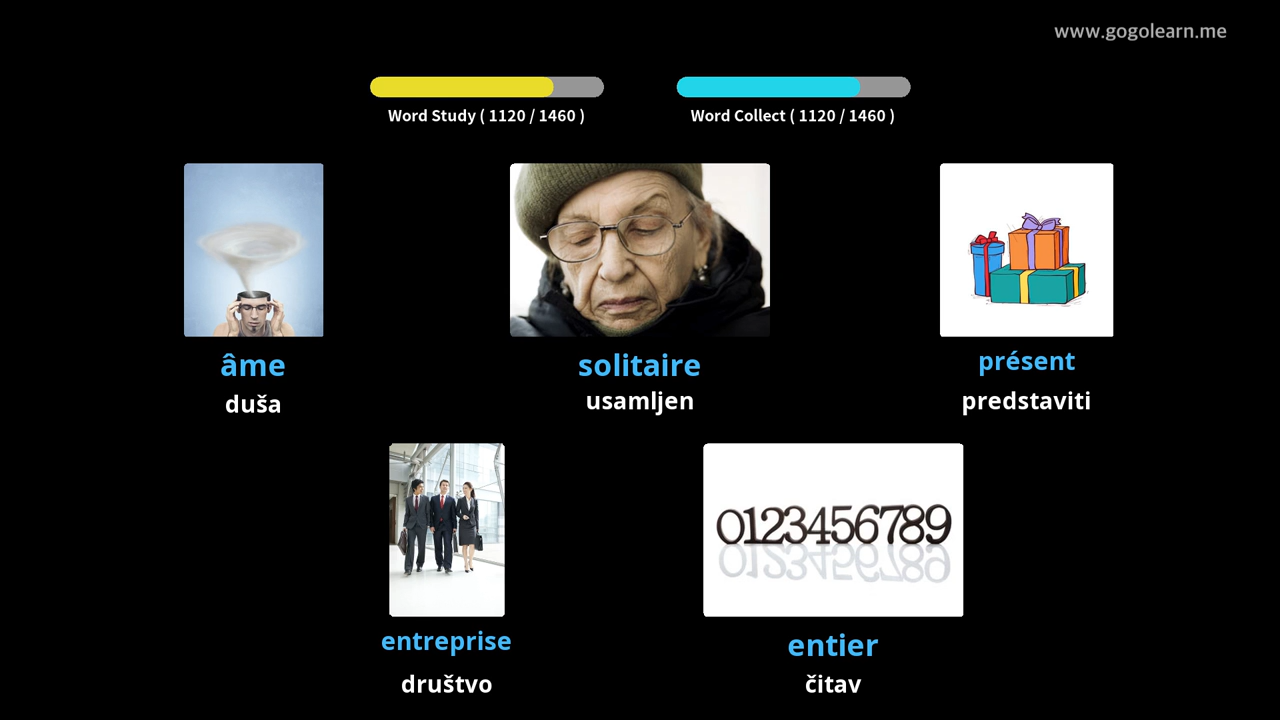 www.gogolearn.me
Word Study ( 1120 / 1460 )
Word Collect ( 1120 / 1460 )
âme
duša
solitaire
usamljen
présent
predstaviti
entreprise
društvo
0123456789
entier
čitav